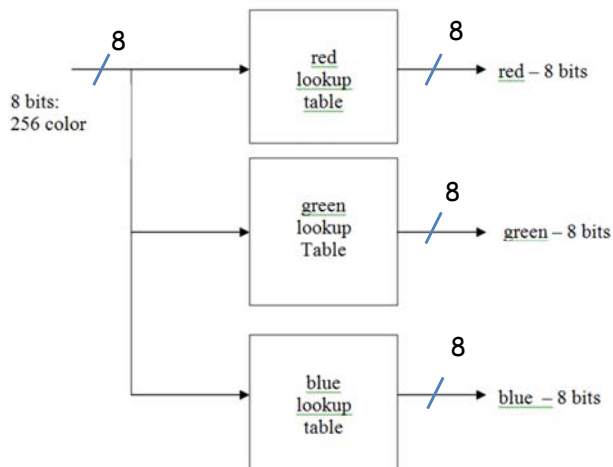 8
8 bits:
256 color
red
lookup
table
8
red – 8 bits
green
lookup
Table
8
green – 8 bits
blue
lookup
table
8
blue – 8 bits